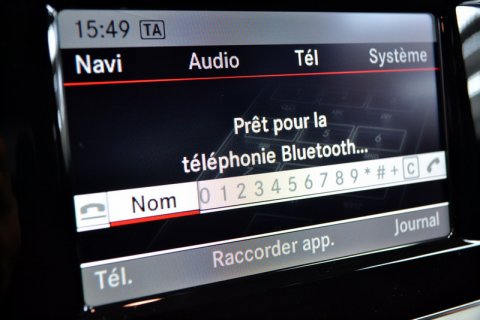 15:49 TA
Navi Audio Tél Système
Prêt pour la
téléphonie Bluetooth...
Nom 0 1 2 3 4 5 6 7 8 9 * # + C
Tél. Raccorder app. Journal